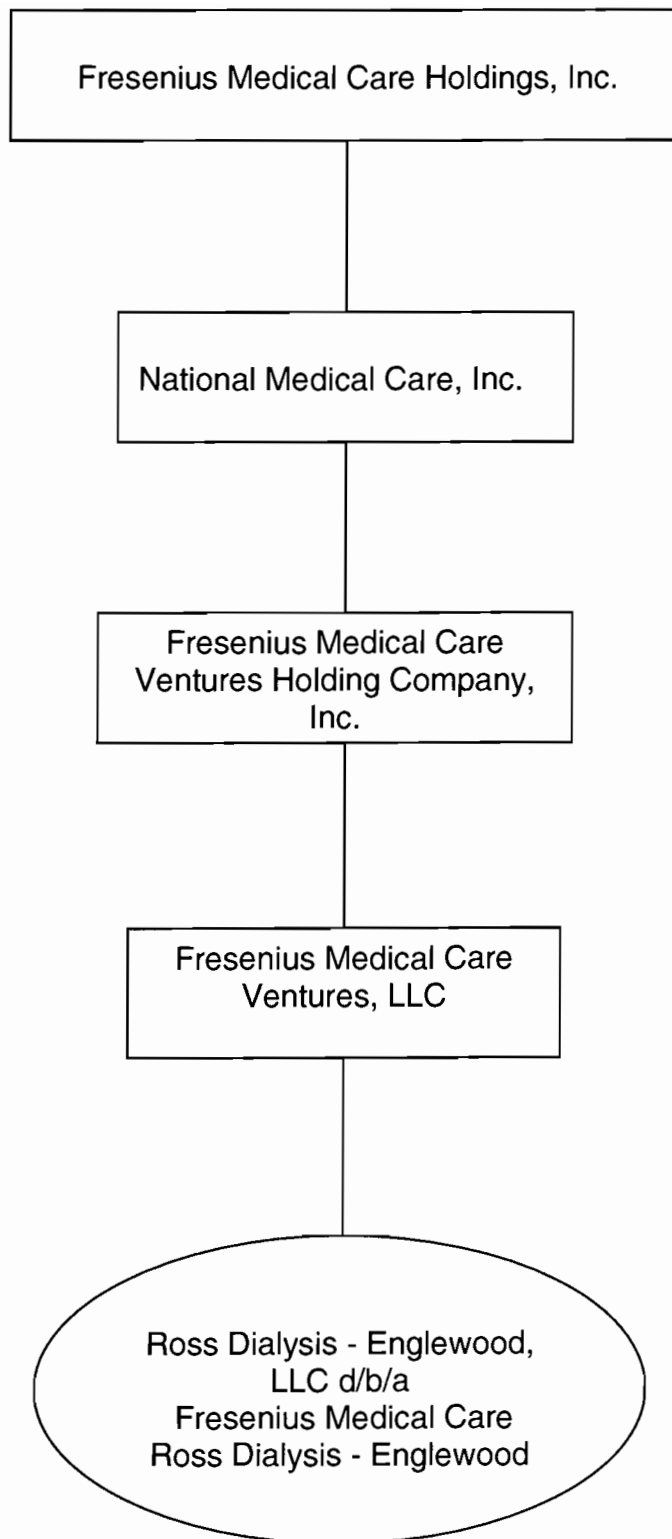 Fresenius Medical Care Holdings, Inc.
National Medical Care, Inc.
Fresenius Medical Care
Ventures Holding Company,
Inc.
Fresenius Medical Care
Ventures, LLC
Ross Dialysis - Englewood,
LLC d/b/a
Fresenius Medical Care
Ross Dialysis - Englewood